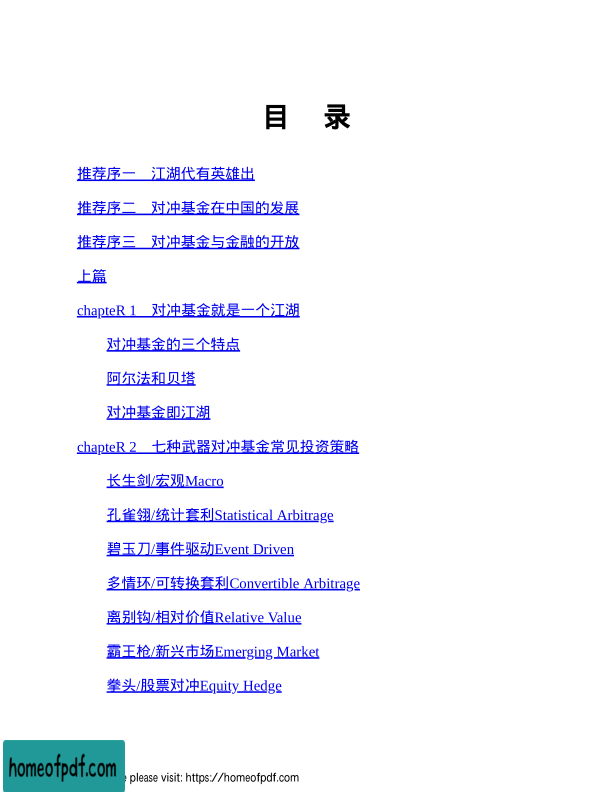 目 录
推荐序一 江湖代有英雄出
推荐序二 对冲基金在中国的发展
推荐序三 对冲基金与金融的开放
上篇
chapteR 1 对冲基金就是一个江湖
对冲基金的三个特点
阿尔法和贝塔
对冲基金即江湖
chapteR 2 七种武器对冲基金常见投资策略
长生剑/宏观Macro
孔雀翎/统计套利Statistical Arbitrage
碧玉刀/事件驱动Event Driven
多情环/可转换套利Convertible Arbitrage
离别钩/相对价值Relative Value
霸王枪/新兴市场Emerging Market
拳头/股票对冲Equity Hedge
homeofpdf.com
please visit: https://homeofpdf.com